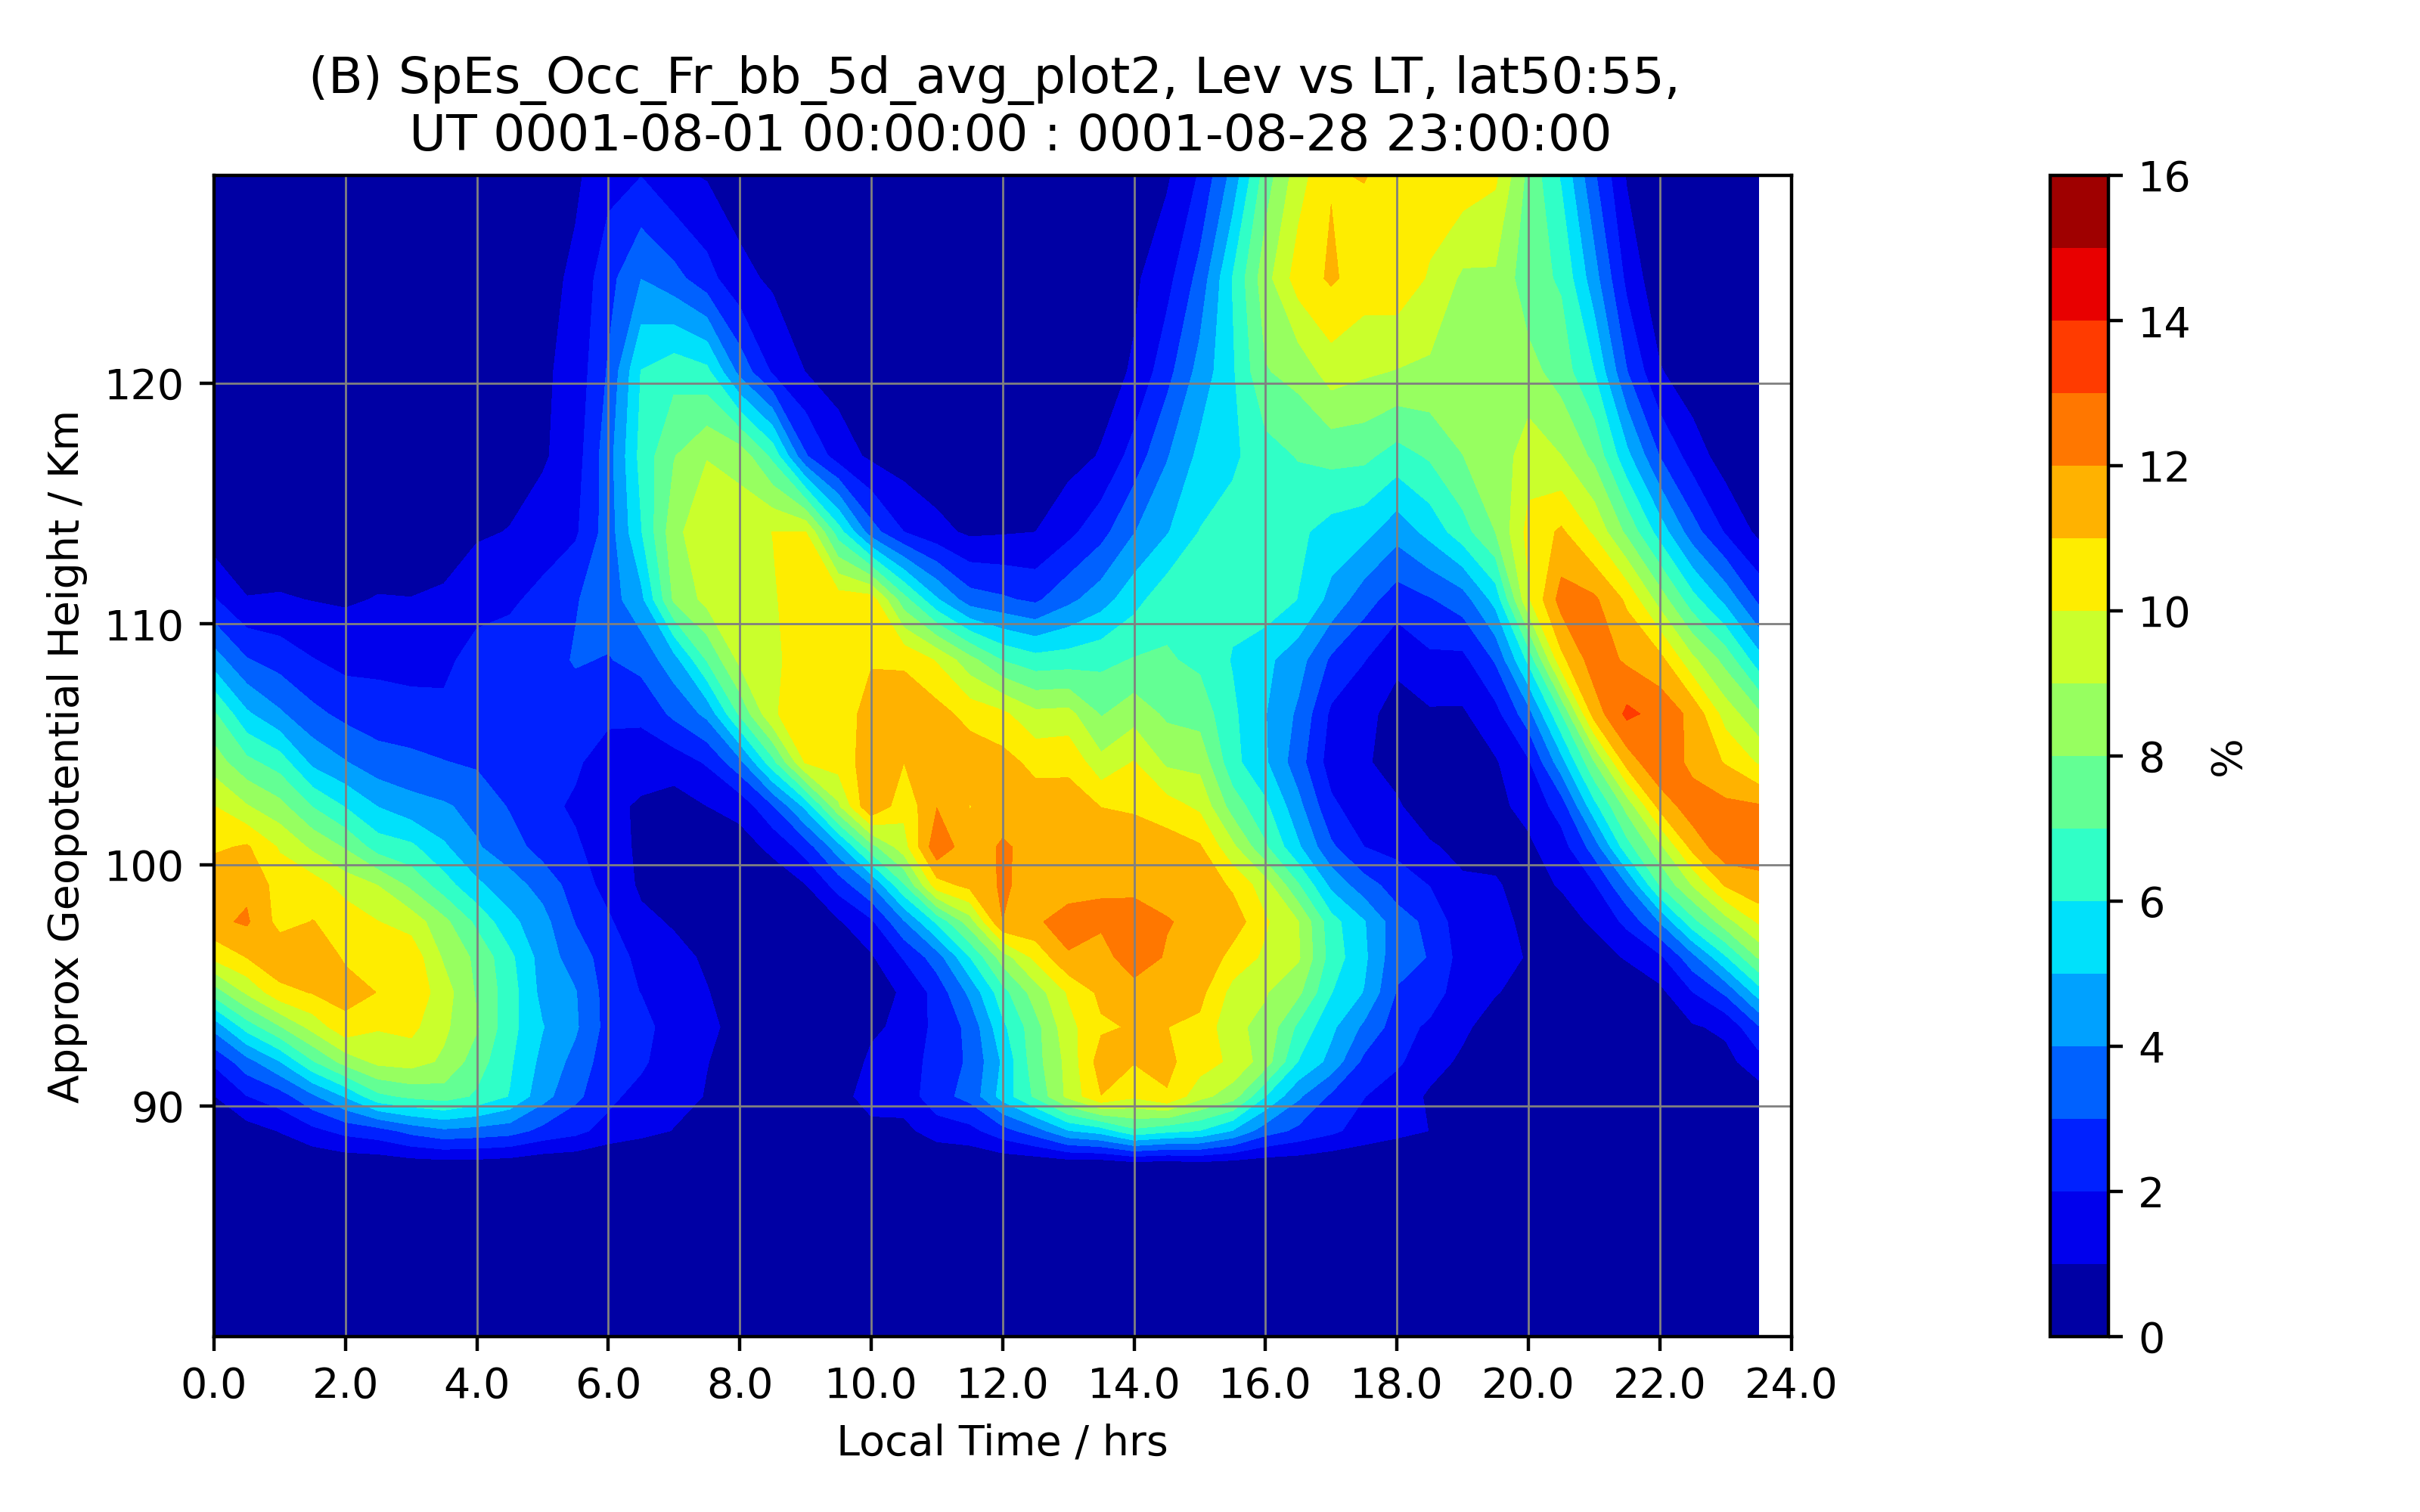 (B) SpEs_Occ_Fr_bb_5d_avg_plot2, Lev vs LT, lat50:55,
UT 0001-08-01 00:00:00 : 0001-08-28 23:00:00
Approx Geopotential Height / Km
120
110
100
90
0.0 2.0 4.0 6.0 8.0 10.0 12.0 14.0 16.0 18.0 20.0 22.0 24.0
Local Time / hrs
16
14
12
10
8
6
4
2
0
%